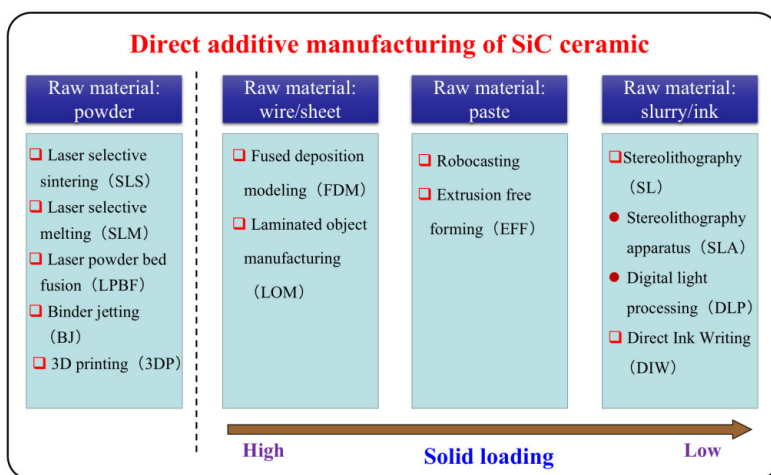 Direct additive manufacturing of SiC ceramic
Raw material:
powder
❑ Laser selective
sintering（SLS）
❑ Laser selective
melting（SLM）
❑ Laser powder bed
fusion（LPBF）
❑ Binder jetting
（BJ）
❑ 3D printing（3DP）
Raw material:
wire/sheet
❑ Fused deposition
modeling（FDM）
❑ Laminated object
manufacturing
（LOM）
Raw material:
paste
❑ Robocasting
❑ Extrusion free
forming（EFF）
Raw material:
slurry/ink
❑Stereolithography
（SL）
● Stereolithography
apparatus（SLA）
● Digital light
processing（DLP）
❑ Direct Ink Writing
（DIW）
High
Solid loading
Low